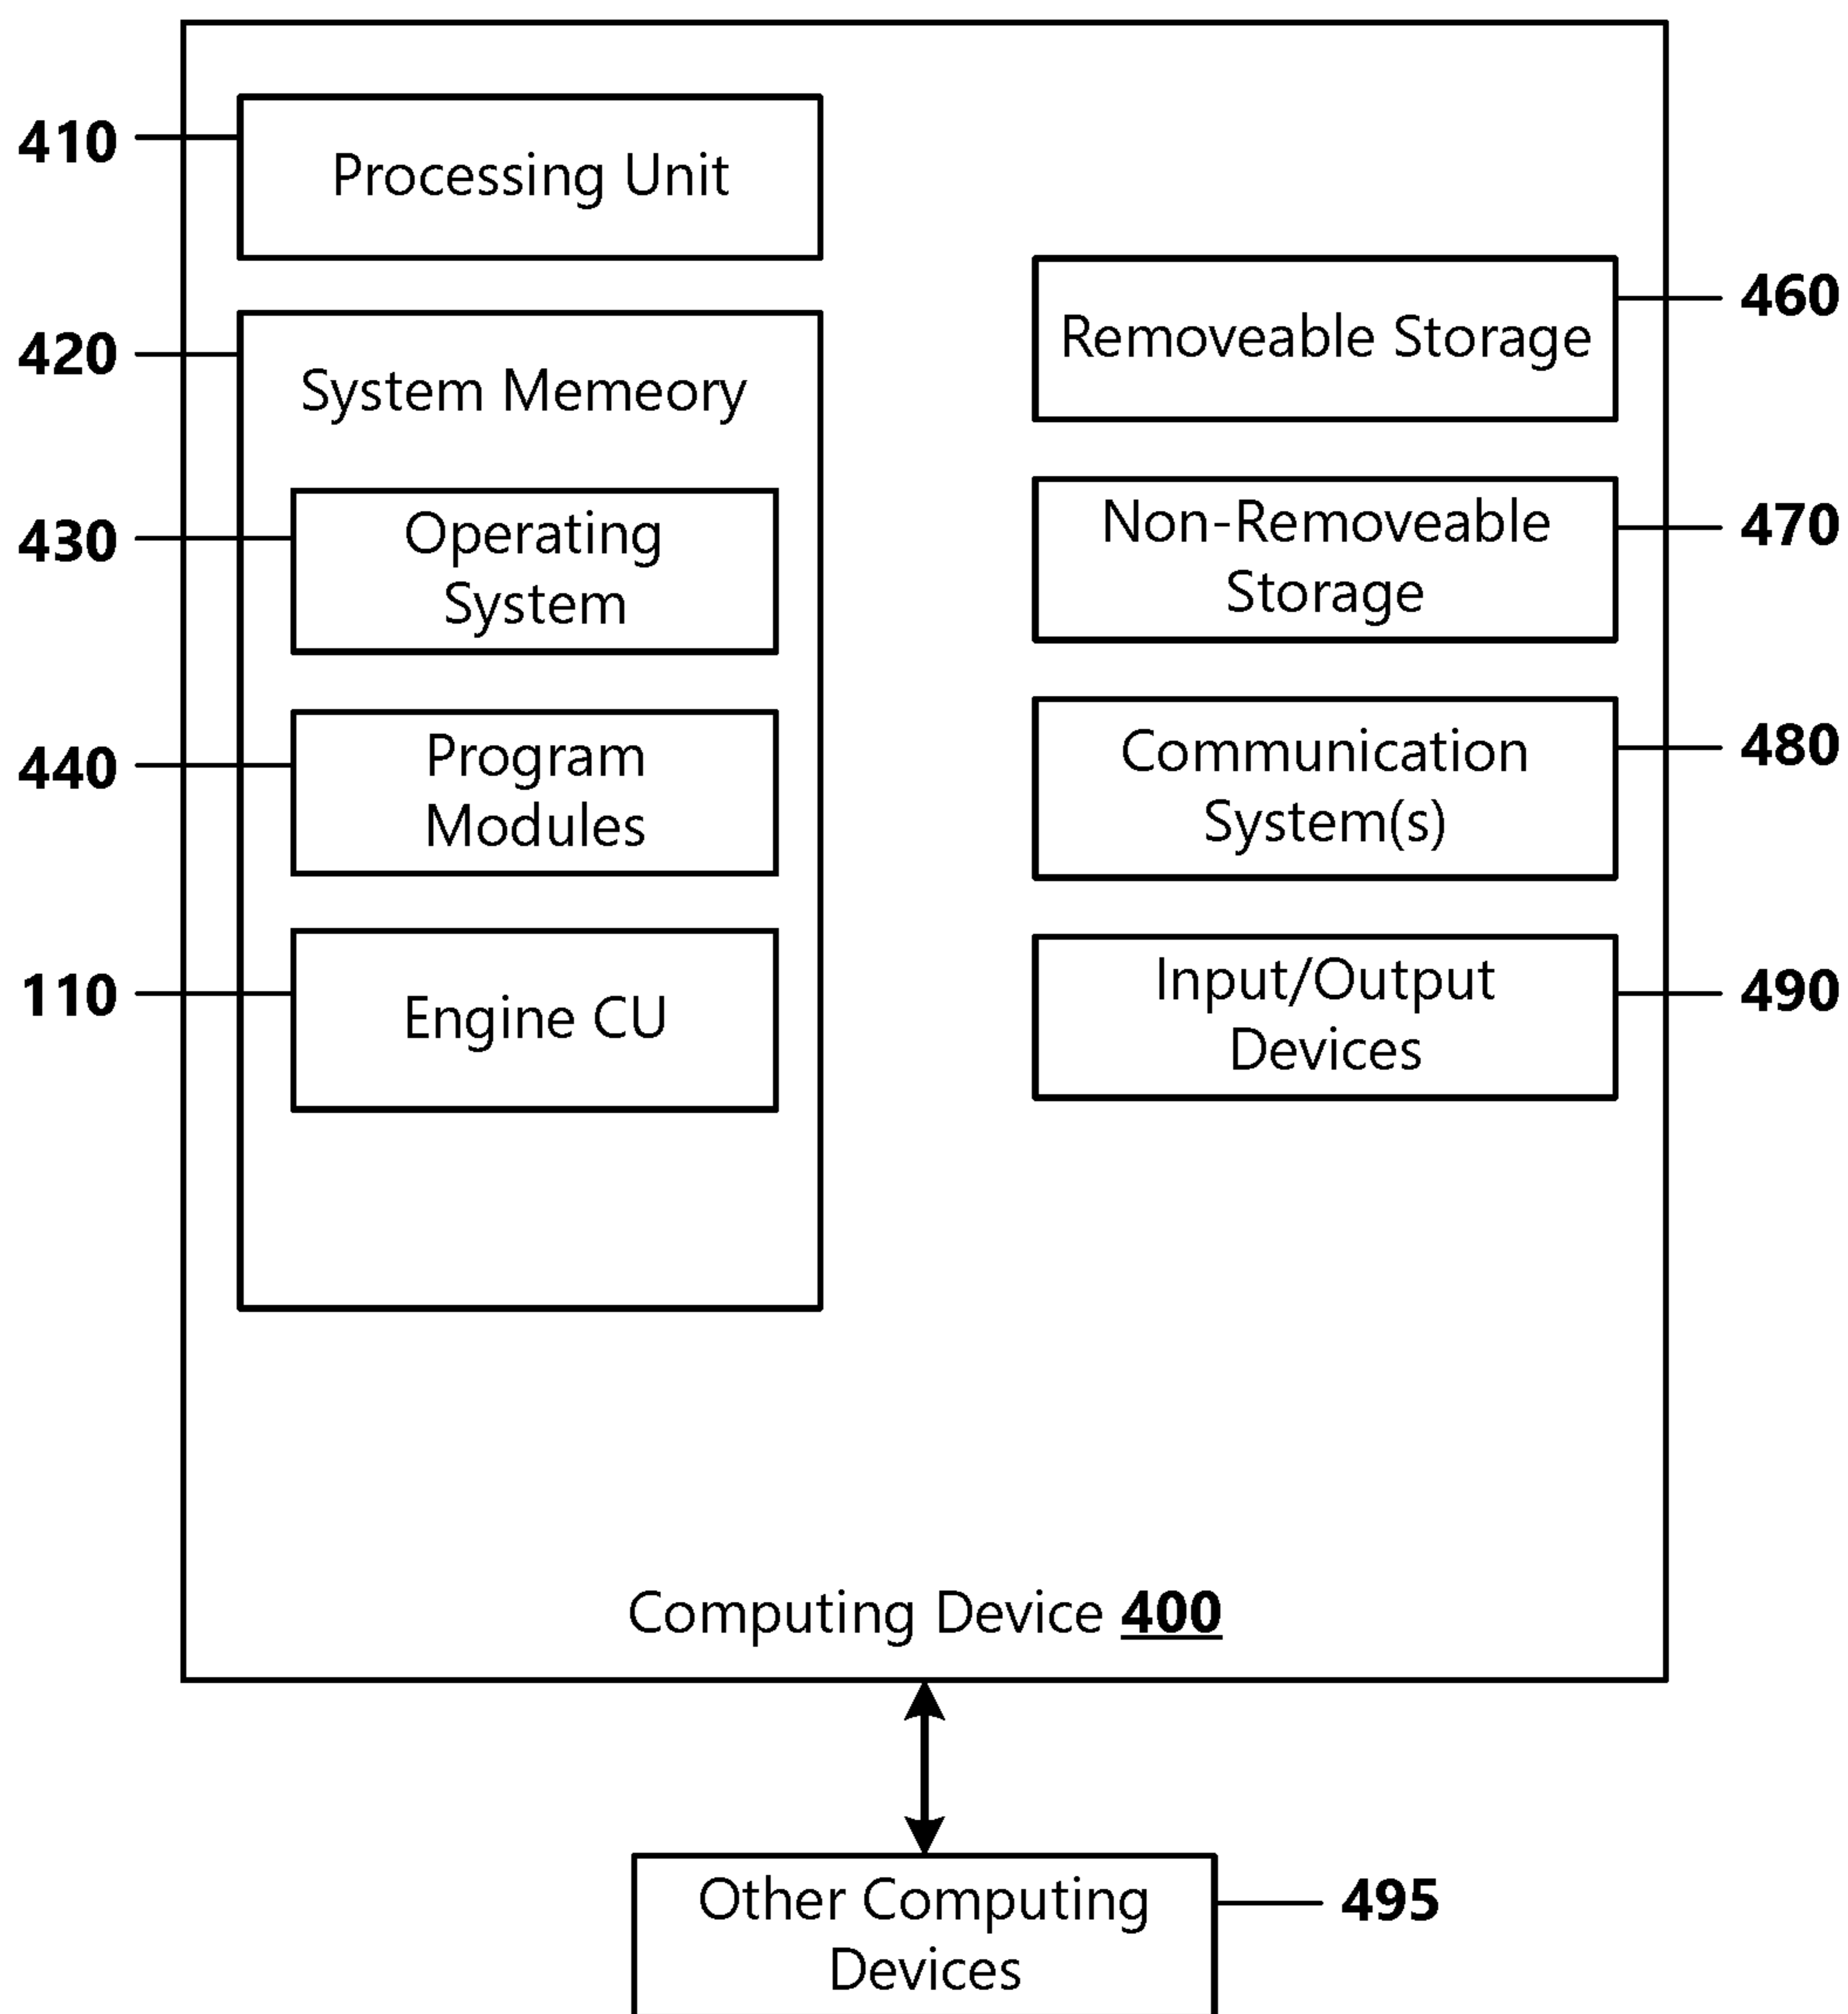 410
Processing Unit
420
System Memeory
430
Operating
System
440
Program
Modules
110
Engine CU
Removeable Storage
460
Non-Removeable
Storage
470
Communication
System(s)
480
Input/Output
Devices
490
Computing Device 400
Other Computing
Devices
495